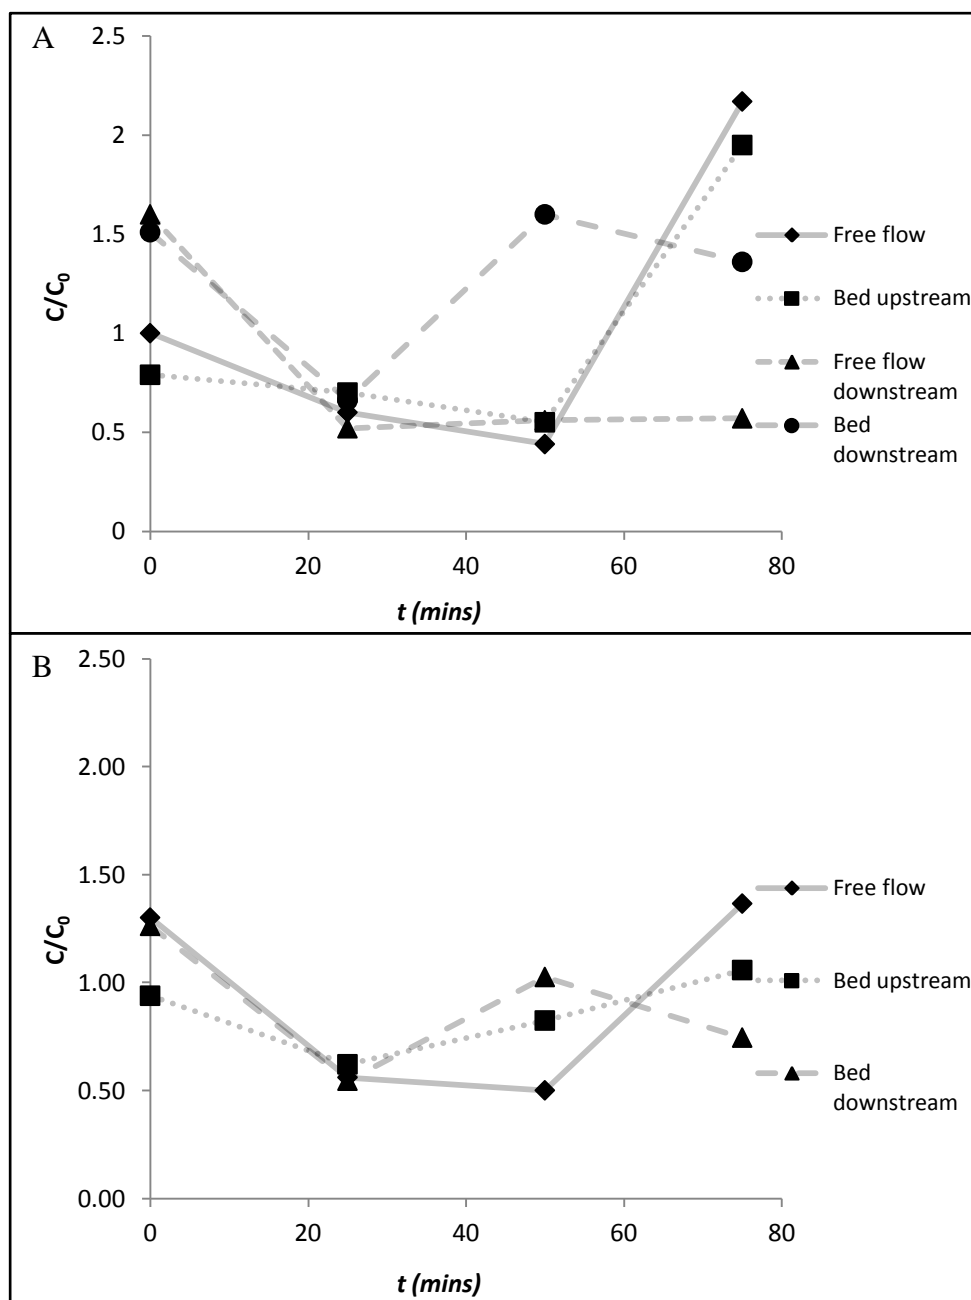 A
2.5
2
1.5
1
0.5
0
C/C₀
0 20 40 60 80
t (mins)
Free flow
Bed upstream
Free flow
downstream
Bed
downstream
B
2.50
2.00
1.50
1.00
0.50
0.00
C/C₀
0 20 40 60 80
t (mins)
Free flow
Bed upstream
Bed
downstream